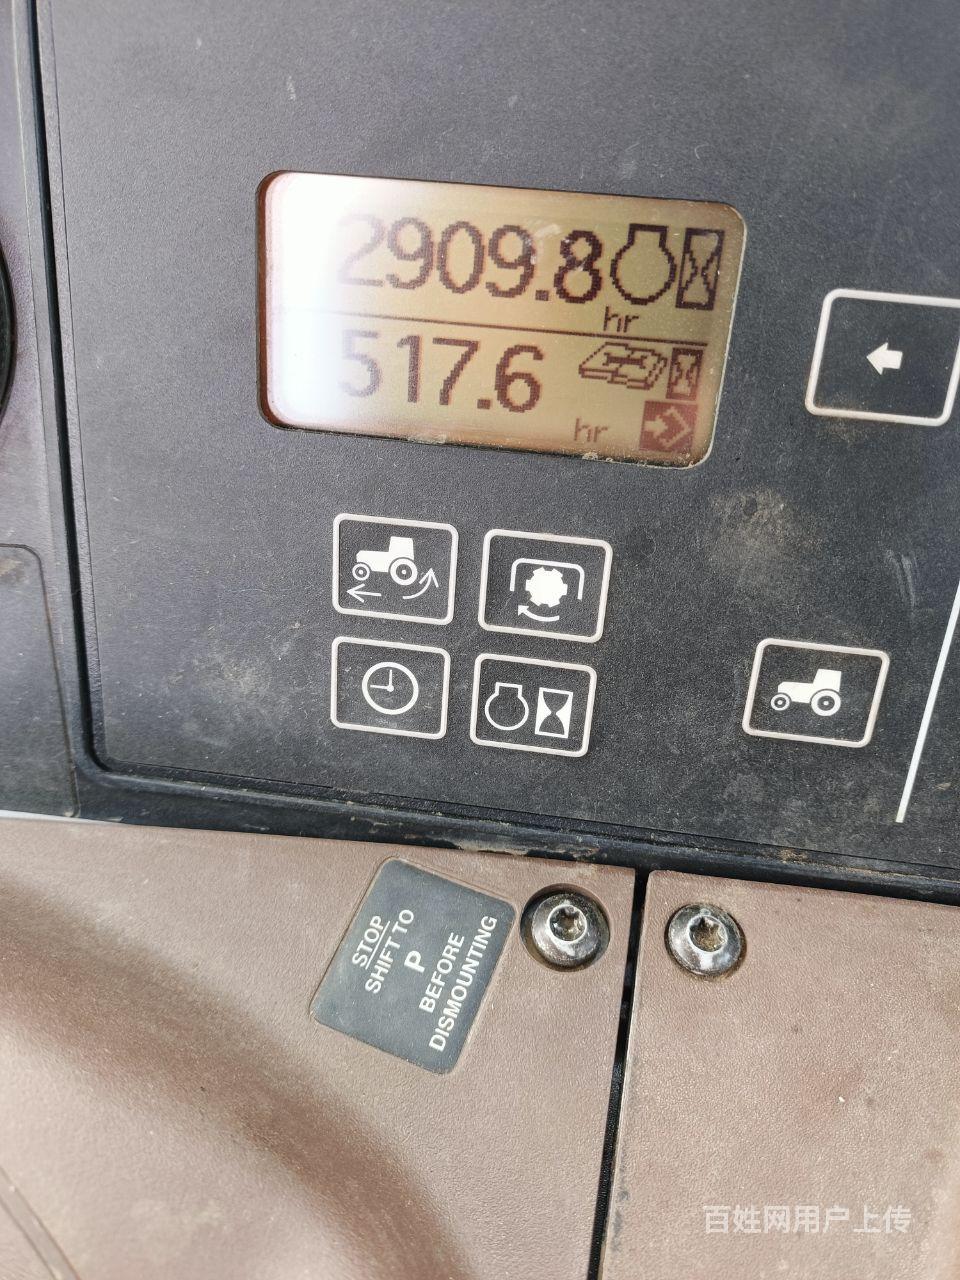 2909.8
hr
517.6
hr
STOP
SHIFT TO
P
BEFORE
DISMOUNTING
百姓网用户上传